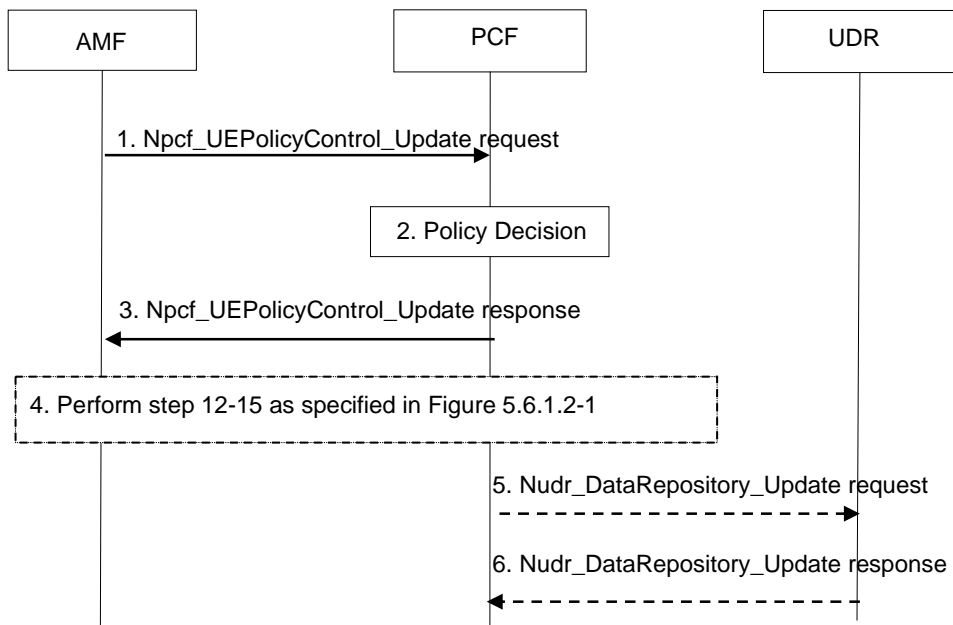 AMF
PCF
UDR
1. Npcf_UEPolicyControl_Update request
2. Policy Decision
3. Npcf_UEPolicyControl_Update response
4. Perform step 12-15 as specified in Figure 5.6.1.2-1
5. Nudr_DataRepository_Update request
6. Nudr_DataRepository_Update response